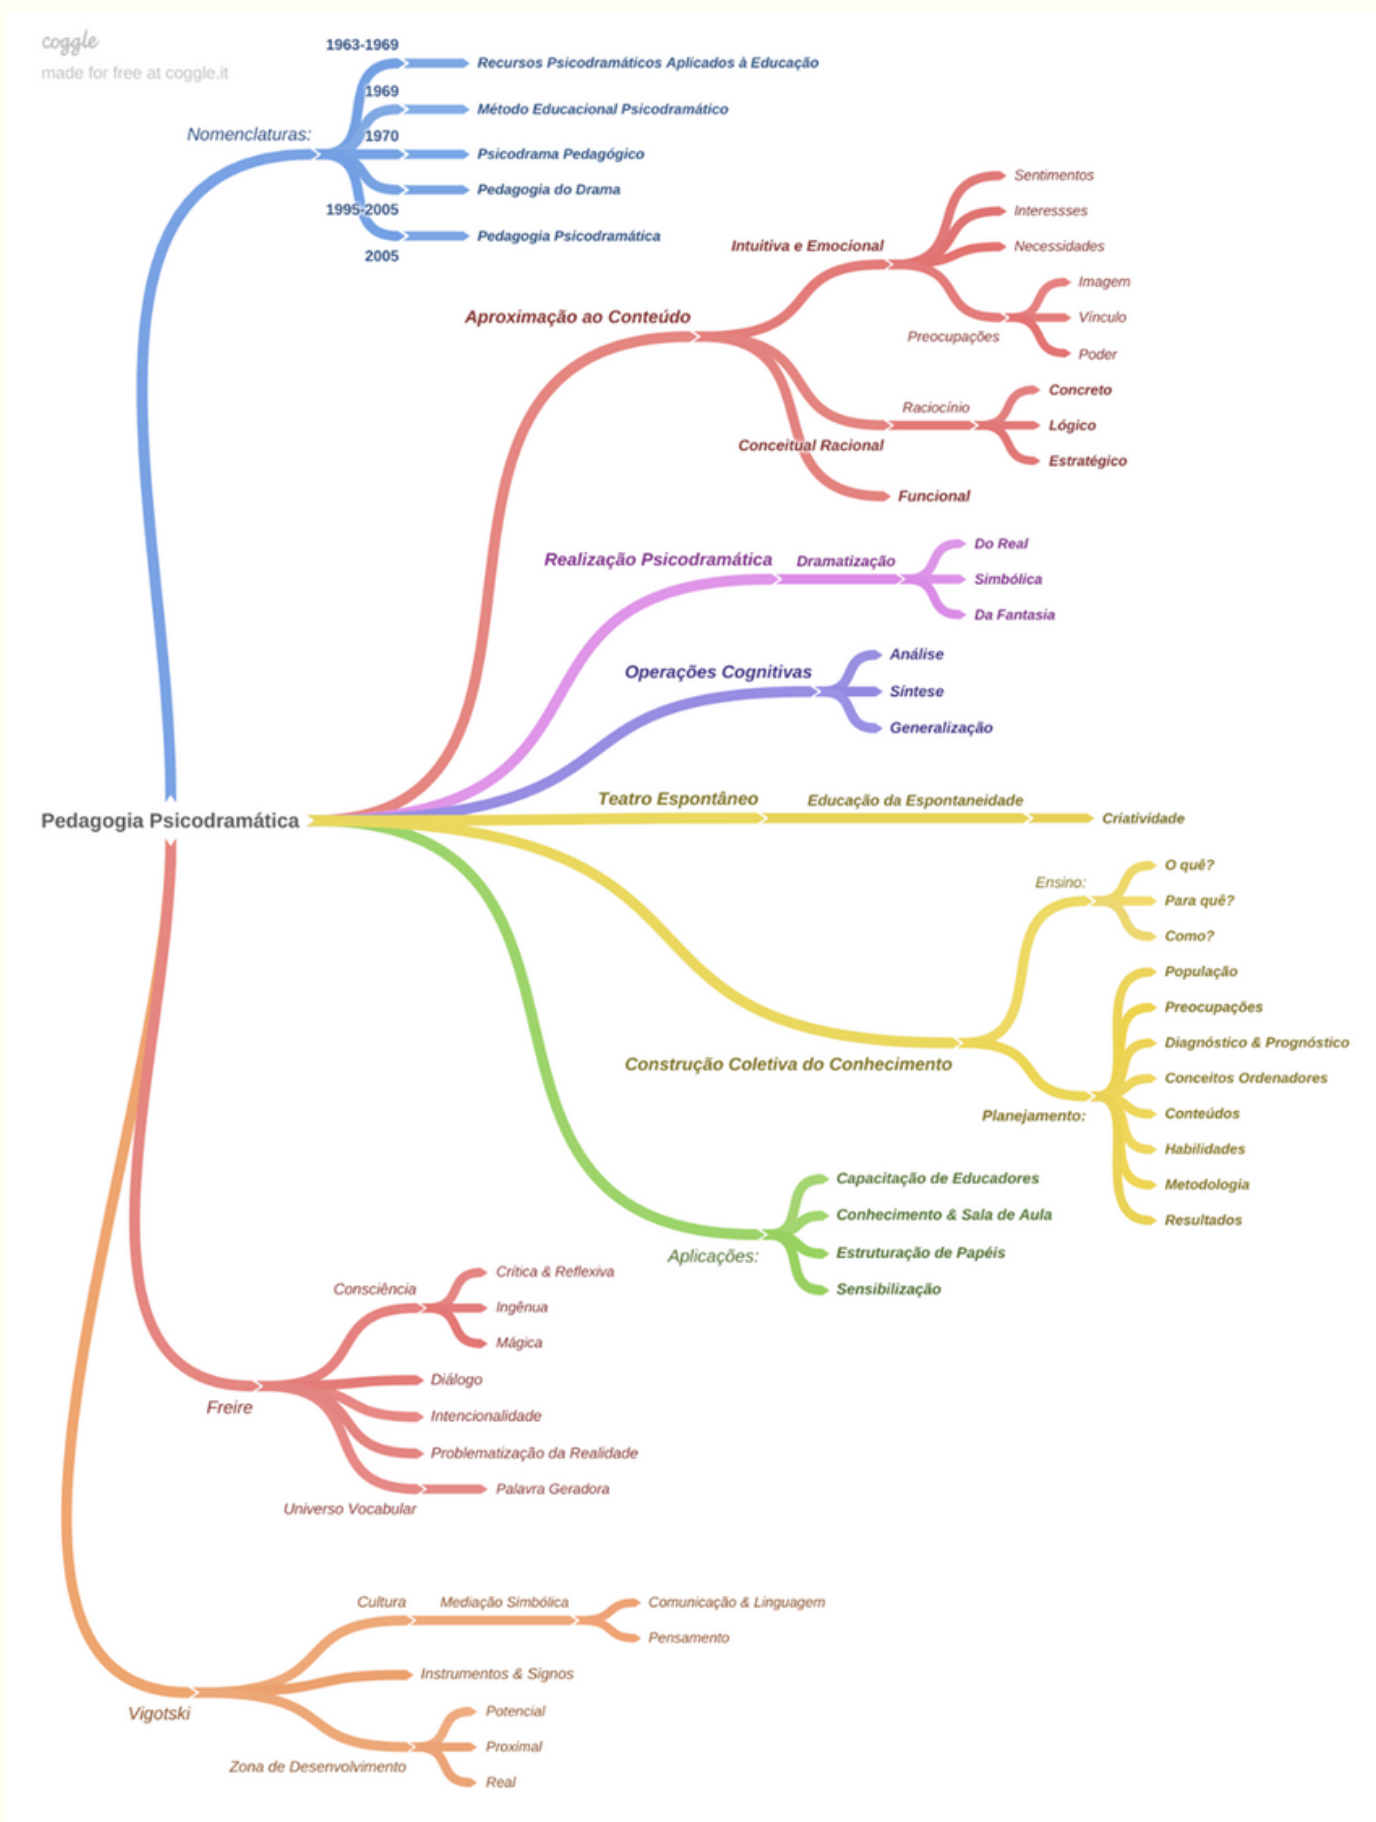 coggle
made for free at coggle.it
1963-1969
Recursos Psicodramáticos Aplicados à Educação
1969
Método Educacional Psicodramático
Nomenclaturas:
1970
Psicodrama Pedagógico
Pedagogia do Drama
1995-2005
Pedagogia Psicodramática
2005
Aproximação ao Conteúdo
Intuitiva e Emocional
Sentimentos
Interessses
Necessidades
Preocupações
Imagem
Vínculo
Poder
Conceitual Racional
Raciocínio
Concreto
Lógico
Estratégico
Funcional
Realização Psicodramática
Dramatização
Do Real
Simbólica
Da Fantasia
Operações Cognitivas
Análise
Síntese
Generalização
Pedagogia Psicodramática
Teatro Espontâneo
Educação da Espontaneidade
Criatividade
Construção Coletiva do Conhecimento
Ensino:
O quê?
Para quê?
Como?
Planejamento:
População
Preocupações
Diagnóstico & Prognóstico
Conceitos Ordenadores
Conteúdos
Habilidades
Metodologia
Resultados
Aplicações:
Capacitação de Educadores
Conhecimento & Sala de Aula
Estruturação de Papéis
Sensibilização
Freire
Consciência
Crítica & Reflexiva
Ingênua
Mágica
Diálogo
Intencionalidade
Problematização da Realidade
Universo Vocabular
Palavra Geradora
Vigotski
Cultura
Mediação Simbólica
Comunicação & Linguagem
Pensamento
Instrumentos & Signos
Zona de Desenvolvimento
Potencial
Proximal
Real